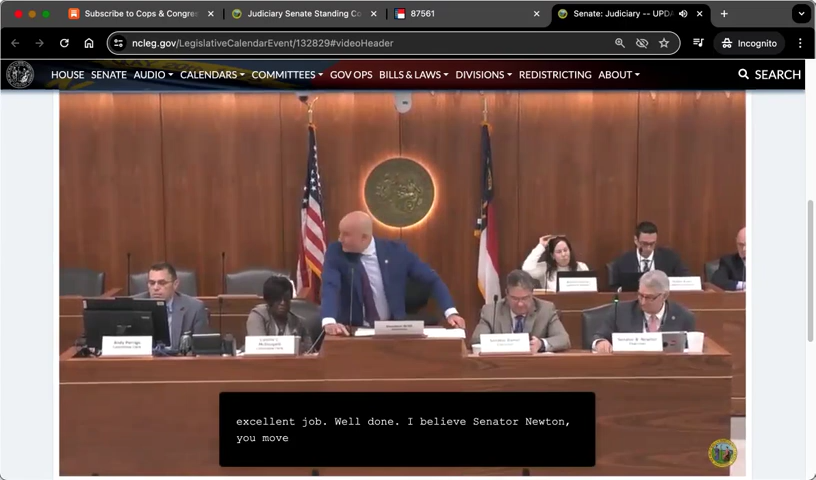 Subscribe to Cops & Congre
Judiciary Senate Standing Co
87561
Senate: Judiciary -- UPD
ncleg.gov/LegislativeCalendarEvent/132829#videoHeader
Incognito
HOUSE SENATE AUDIO CALENDARS COMMITTEES GOV OPS BILLS & LAWS DIVISIONS REDISTRICTING ABOUT SEARCH
Senator B. Newton
excellent job. Well done. I believe Senator Newton,
you move